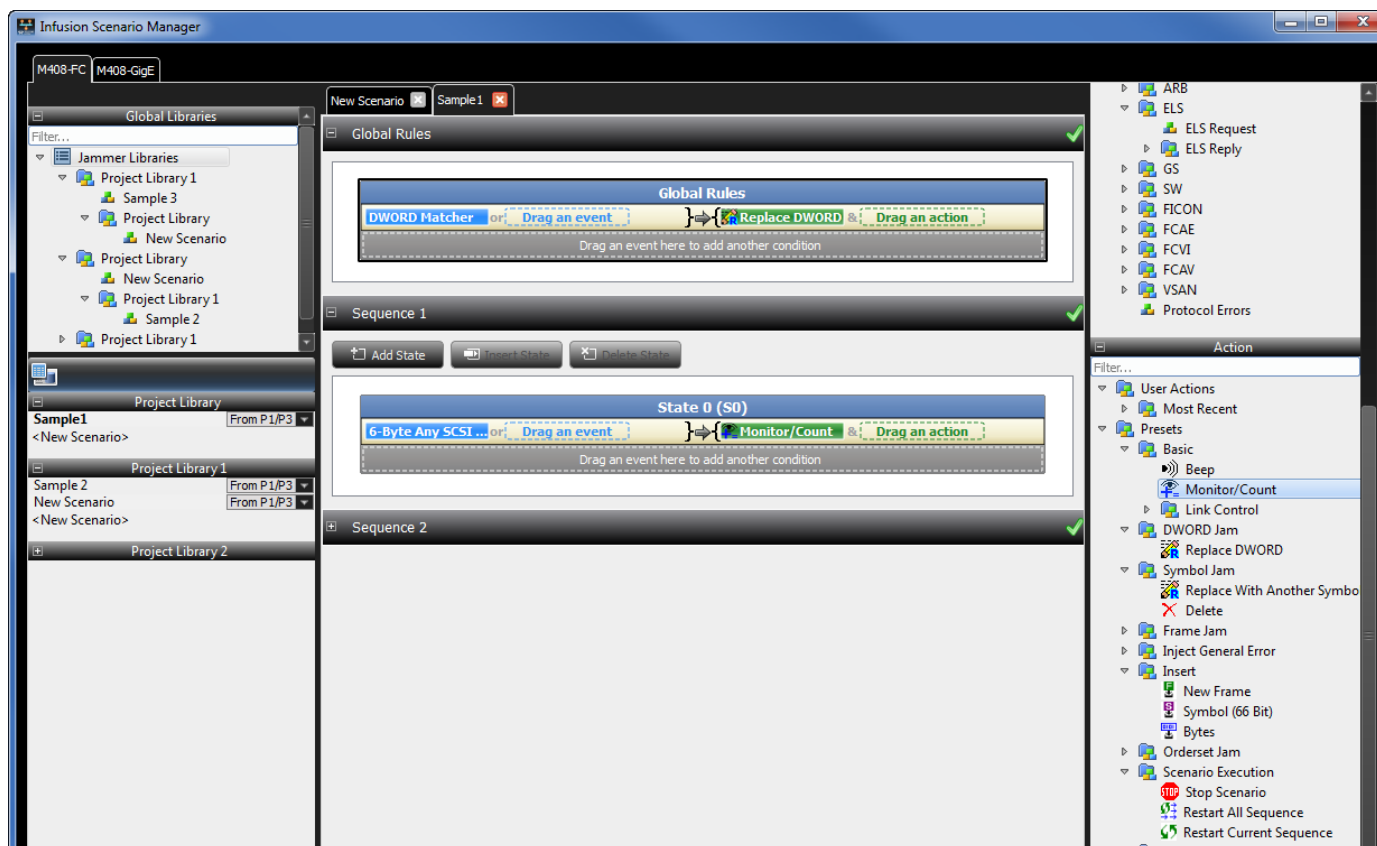 Infusion Scenario Manager
M408-FC
M408-GigE
Global Libraries
Filter...
Jammer Libraries
Project Library 1
Sample 3
Project Library
New Scenario
Project Library
New Scenario
Project Library 1
Sample 2
Project Library 1
Project Library
Sample1 From P1/P3
<New Scenario>
Project Library 1
Sample 2 From P1/P3
New Scenario From P1/P3
<New Scenario>
Project Library 2
New Scenario
Sample1
Global Rules
Global Rules
DWORD Matcher or Drag an event Replace DWORD & Drag an action
Drag an event here to add another condition
Sequence 1
Add State Insert State Delete State
State 0 (S0)
6-Byte Any SCSI ... or Drag an event Monitor/Count & Drag an action
Drag an event here to add another condition
Sequence 2
ARB
ELS
ELS Request
ELS Reply
GS
SW
FICON
FCAE
FCVI
FCAV
VSAN
Protocol Errors
Action
Filter...
User Actions
Most Recent
Presets
Basic
Beep
Monitor/Count
Link Control
DWORD Jam
Replace DWORD
Symbol Jam
Replace With Another Symbo
Delete
Frame Jam
Inject General Error
Insert
New Frame
Symbol (66 Bit)
Bytes
Orderset Jam
Scenario Execution
STOP Stop Scenario
Restart All Sequence
Restart Current Sequence